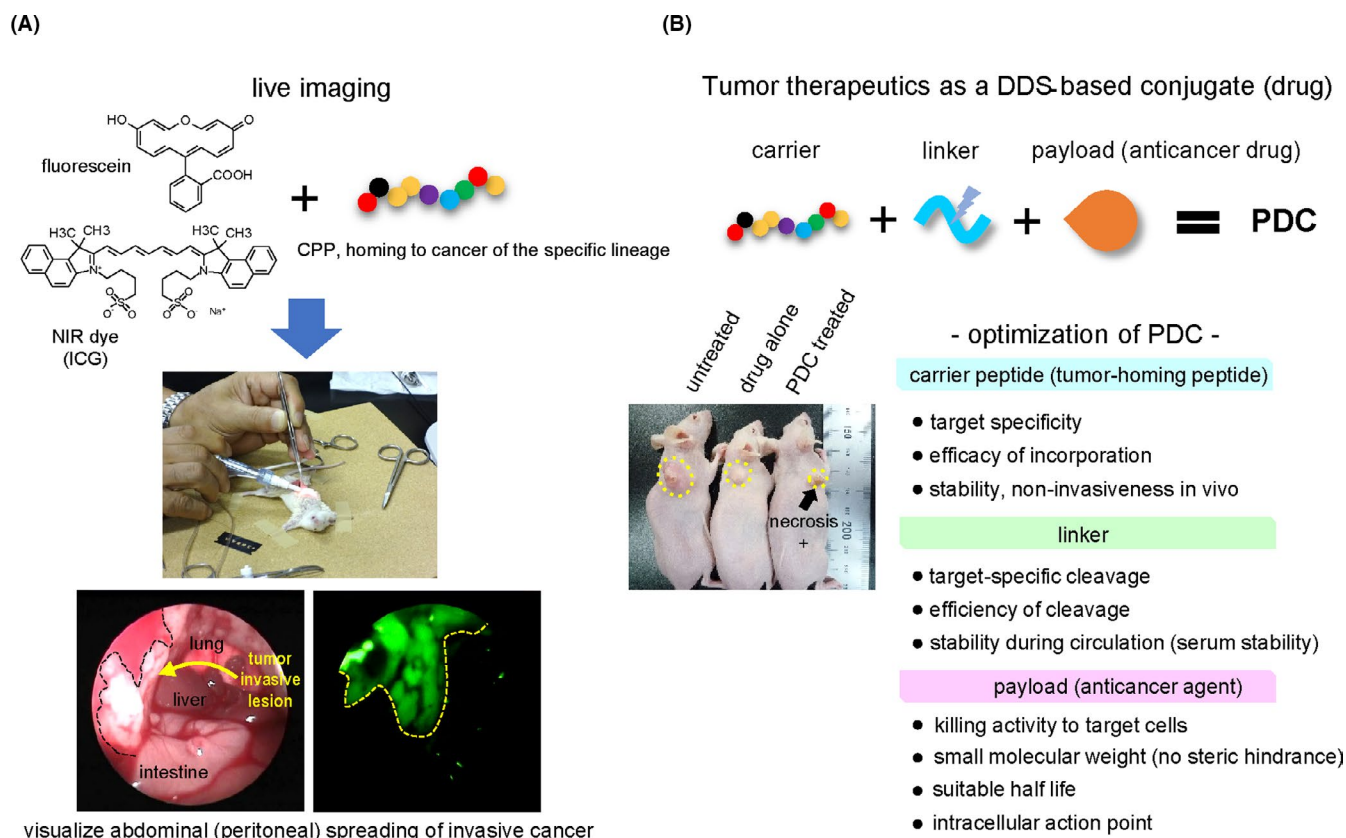 (A)
live imaging
HO
O
O
COOH
fluorescein
+
CPP, homing to cancer of the specific lineage
H3C CH3
CH3 H3C
N+
N
S
O
O
O-
S
O
O
O-
Na+
NIR dye
(ICG)
lung
tumor
invasive
lesion
liver
intestine
visualize abdominal (peritoneal) spreading of invasive cancer
(B)
Tumor therapeutics as a DDS-based conjugate (drug)
carrier
linker
payload (anticancer drug)
+ + = PDC
untreated
drug alone
PDC treated
necrosis
+
150
200
- optimization of PDC -
carrier peptide (tumor-homing peptide)
● target specificity
● efficacy of incorporation
● stability, non-invasiveness in vivo
linker
● target-specific cleavage
● efficiency of cleavage
● stability during circulation (serum stability)
payload (anticancer agent)
● killing activity to target cells
● small molecular weight (no steric hindrance)
● suitable half life
● intracellular action point